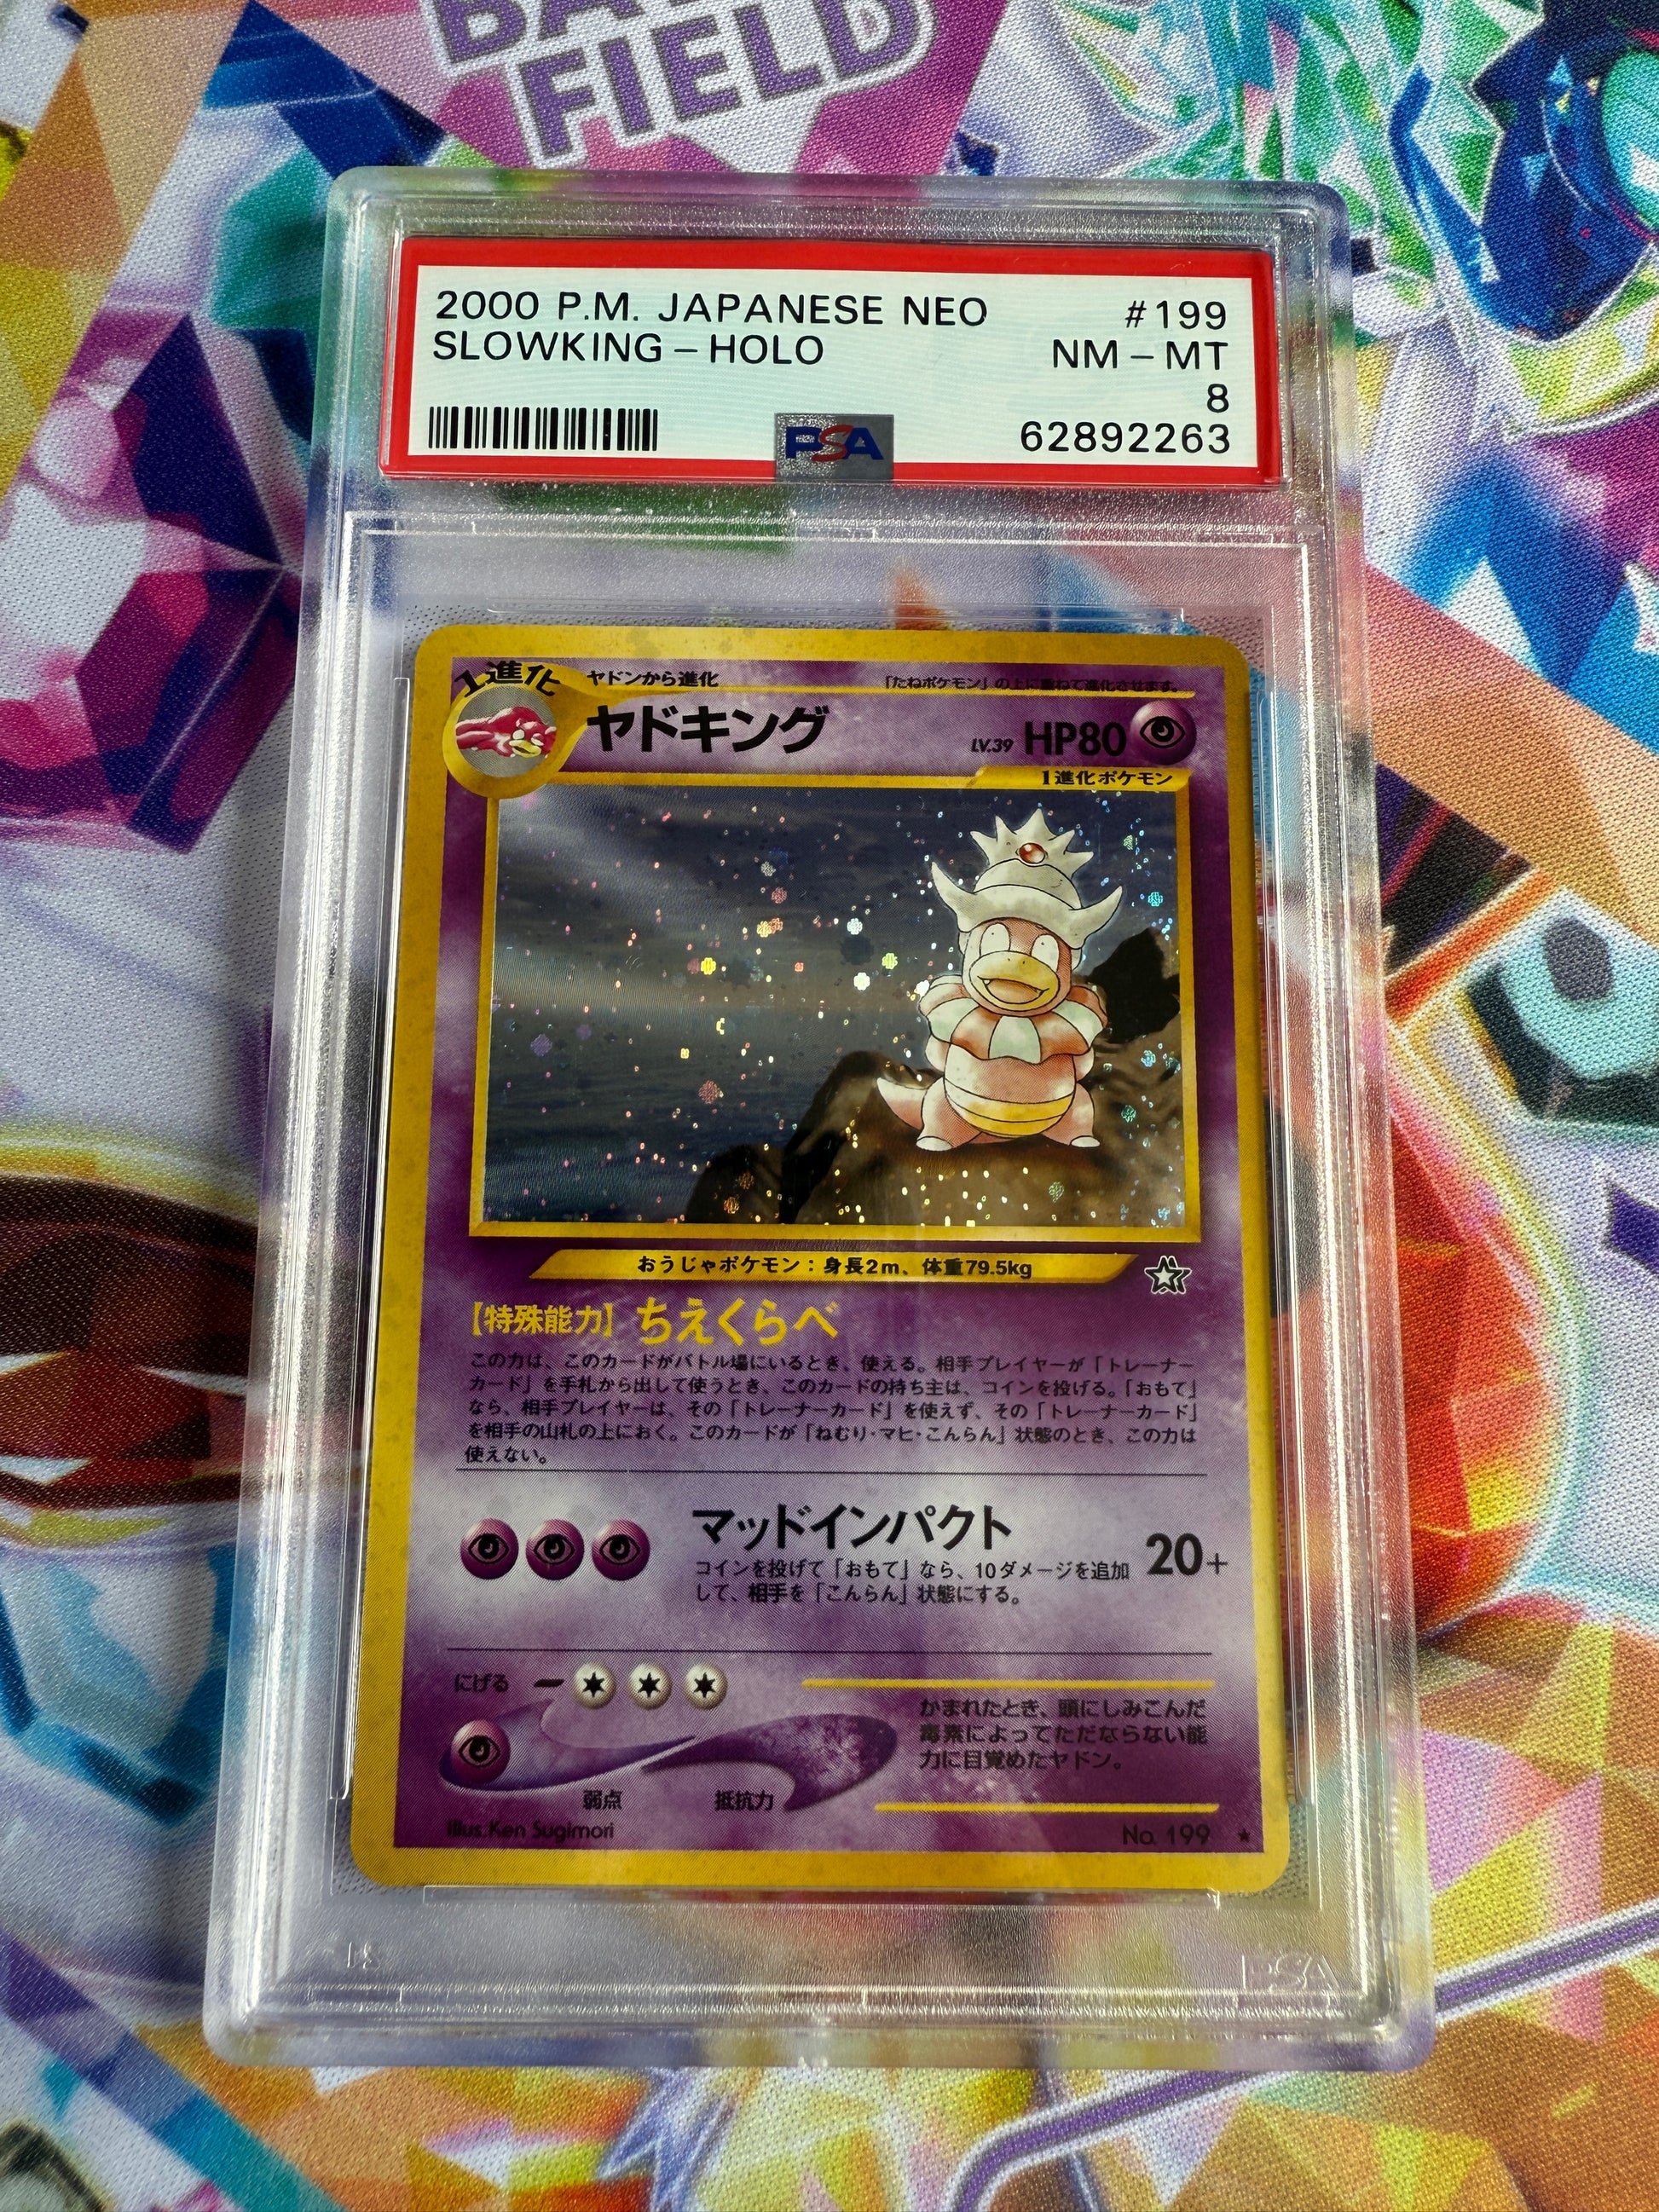 FIELD
2000 P.M. JAPANESE NEO #199
SLOWKING - HOLO NM - MT
8
PSA 62892263
1進化 ヤドンから進化 「たねポケモン」の上に重ねて進化させます。
ヤドキング LV.39 HP80
1進化ポケモン
おうじゃポケモン：身長2m、体重79.5kg
【特殊能力】ちえくらべ
この力は、このカードがバトル場にいるとき、使える。相手プレイヤーが「トレーナー
カード」を手札から出して使うとき、このカードの持ち主は、コインを投げる。「おもて」
なら、相手プレイヤーは、その「トレーナーカード」を使えず、その「トレーナーカード」
を相手の山札の上におく。このカードが「ねむり・マヒ・こんらん」状態のとき、この力は
使えない。
マッドインパクト 20+
コインを投げて「おもて」なら、10ダメージを追加
して、相手を「こんらん」状態にする。
にげる
かまれたとき、頭にしみこんだ
毒素によってただならない能
力に目覚めたヤドン。
弱点 抵抗力
Illus. Ken Sugimori No. 199 ★
PSA